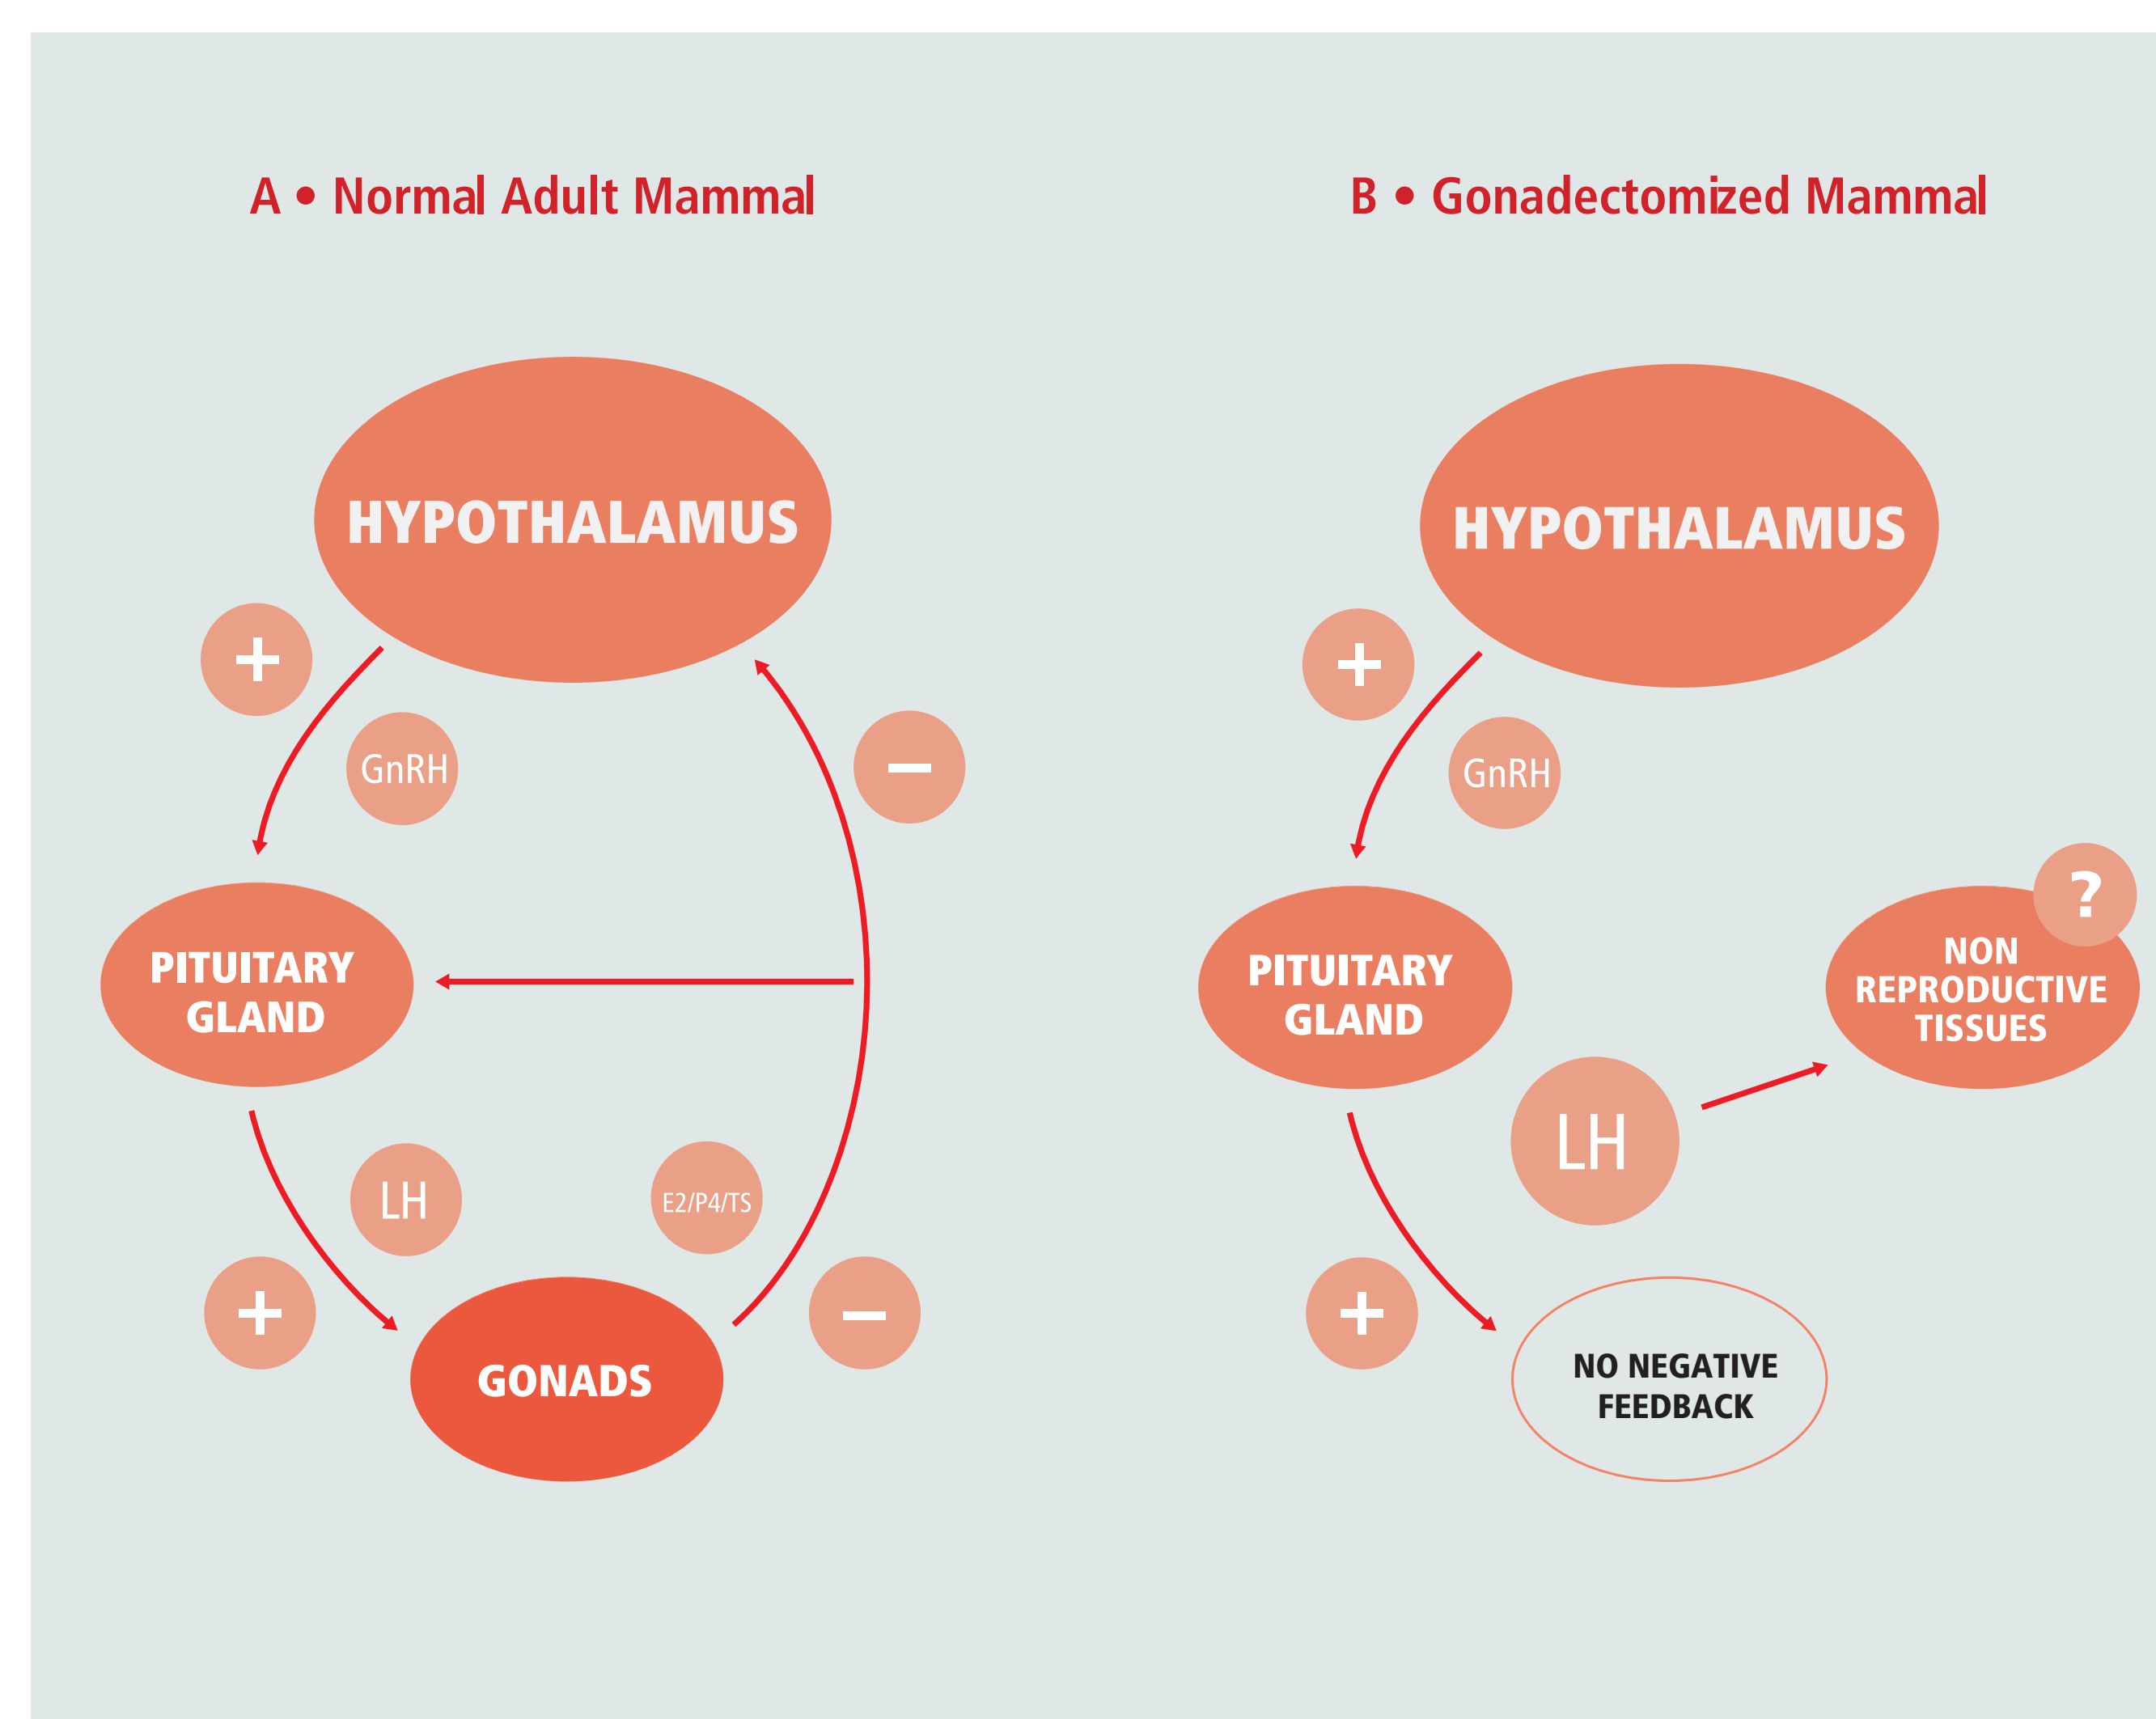 A • Normal Adult Mammal
HYPOTHALAMUS
+
GnRH
–
PITUITARY
GLAND
LH
E2/P4/TS
+
–
GONADS
B • Gonadectomized Mammal
HYPOTHALAMUS
+
GnRH
?
NON
REPRODUCTIVE
TISSUES
PITUITARY
GLAND
LH
+
NO NEGATIVE
FEEDBACK